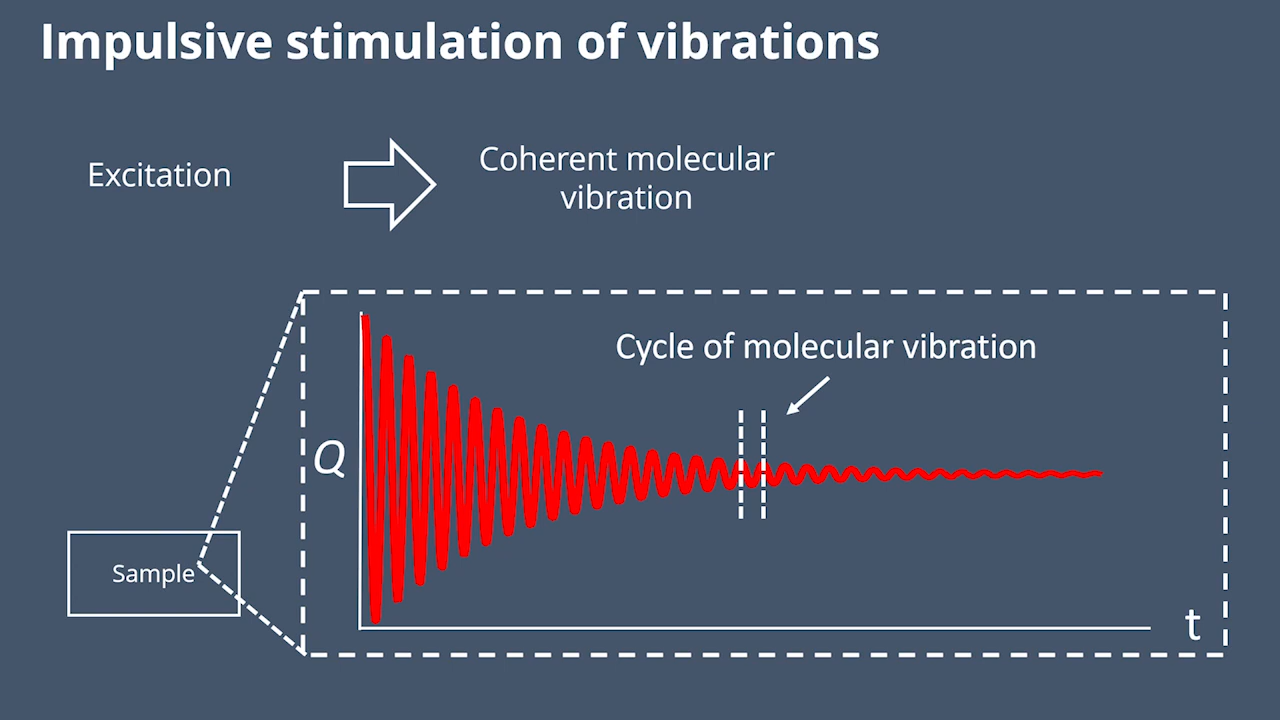 Impulsive stimulation of vibrations
Excitation
Coherent molecular
vibration
Cycle of molecular vibration
Q
Sample
t